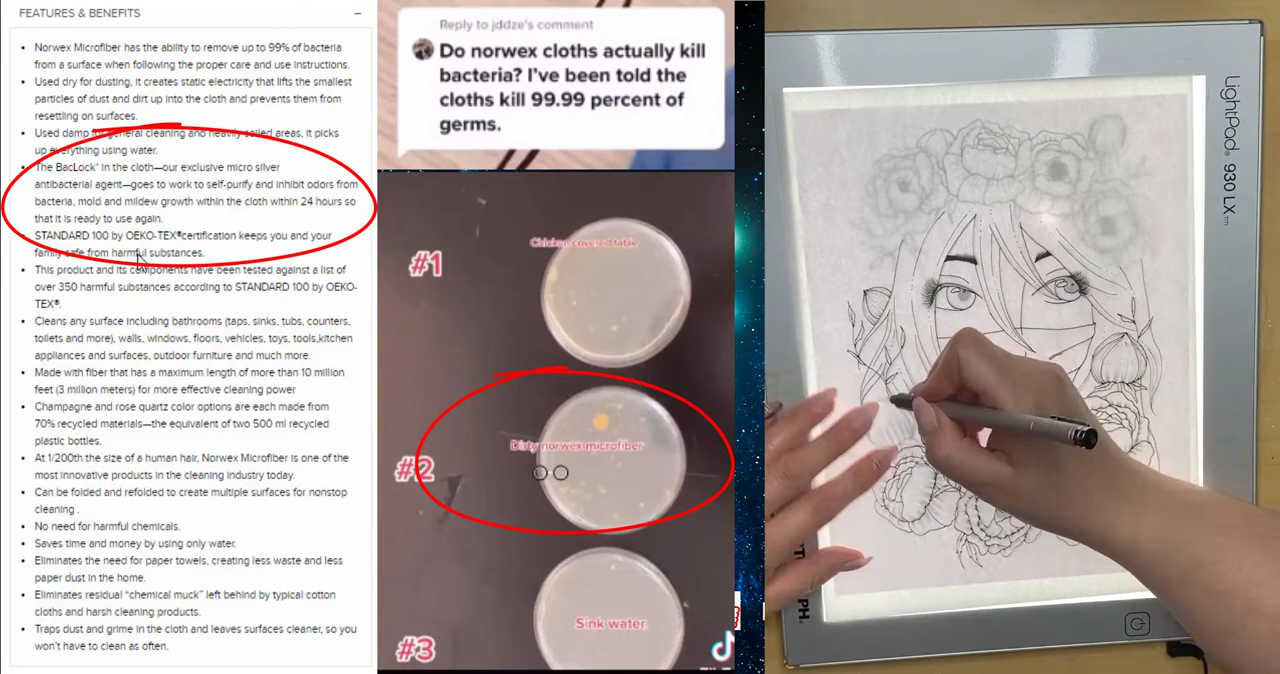 FEATURES & BENEFITS
Norwex Microfiber has the ability to remove up to 99% of bacteria
from a surface when following the proper care and use instructions.
Used dry for dusting, it creates static electricity that lifts the smallest
particles of dust and dirt up into the cloth and prevents them from
resettling on surfaces.
Used damp for general cleaning and heavily soiled areas, it picks
up everything using water.
The BacLock® in the cloth—our exclusive micro silver
antibacterial agent—goes to work to self-purify and inhibit odors from
bacteria, mold and mildew growth within the cloth within 24 hours so
that it is ready to use again.
STANDARD 100 by OEKO-TEX®certification keeps you and your
family safe from harmful substances.
This product and its components have been tested against a list of
over 350 harmful substances according to STANDARD 100 by OEKO-
TEX®.
Cleans any surface including bathrooms (taps, sinks, tubs, counters,
toilets and more), walls, windows, floors, vehicles, toys, tools,kitchen
appliances and surfaces, outdoor furniture and much more.
Made with fiber that has a maximum length of more than 10 million
feet (3 million meters) for more effective cleaning power
Champagne and rose quartz color options are each made from
70% recycled materials—the equivalent of two 500 ml recycled
plastic bottles.
At 1/200th the size of a human hair, Norwex Microfiber is one of the
most innovative products in the cleaning industry today.
Can be folded and refolded to create multiple surfaces for nonstop
cleaning .
No need for harmful chemicals.
Saves time and money by using only water.
Eliminates the need for paper towels, creating less waste and less
paper dust in the home.
Eliminates residual "chemical muck" left behind by typical cotton
cloths and harsh cleaning products.
Traps dust and grime in the cloth and leaves surfaces cleaner, so you
won't have to clean as often.
Reply to jddze's comment
Do norwex cloths actually kill
bacteria? I've been told the
cloths kill 99.99 percent of
germs.
#1
Chicken covered table
#2
Dirty norwex microfiber
#3
Sink water
LightPad® 930 LX™
PH.